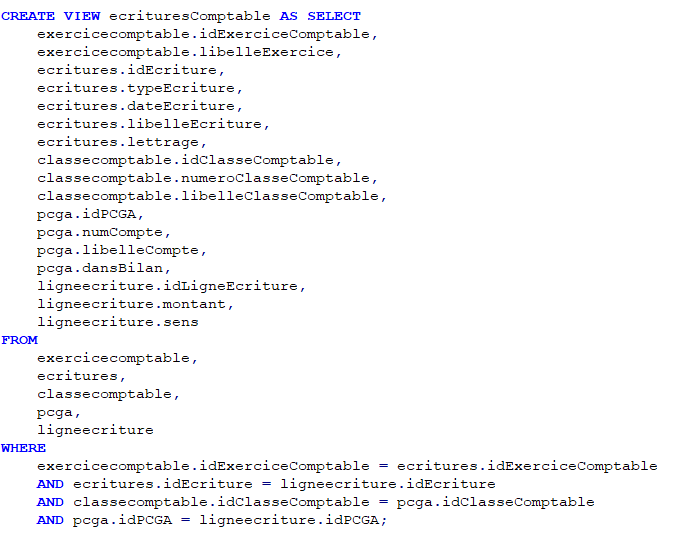 CREATE VIEW ecrituresComptable AS SELECT
exercicecomptable.idExerciceComptable,
exercicecomptable.libelleExercice,
ecritures.idEcriture,
ecritures.typeEcriture,
ecritures.dateEcriture,
ecritures.libelleEcriture,
ecritures.lettrage,
classecomptable.idClasseComptable,
classecomptable.numeroClasseComptable,
classecomptable.libelleClasseComptable,
pcga.idPCGA,
pcga.numCompte,
pcga.libelleCompte,
pcga.dansBilan,
ligneecriture.idLigneEcriture,
ligneecriture.montant,
ligneecriture.sens
FROM
exercicecomptable,
ecritures,
classecomptable,
pcga,
ligneecriture
WHERE
exercicecomptable.idExerciceComptable = ecritures.idExerciceComptable
AND ecritures.idEcriture = ligneecriture.idEcriture
AND classecomptable.idClasseComptable = pcga.idClasseComptable
AND pcga.idPCGA = ligneecriture.idPCGA;